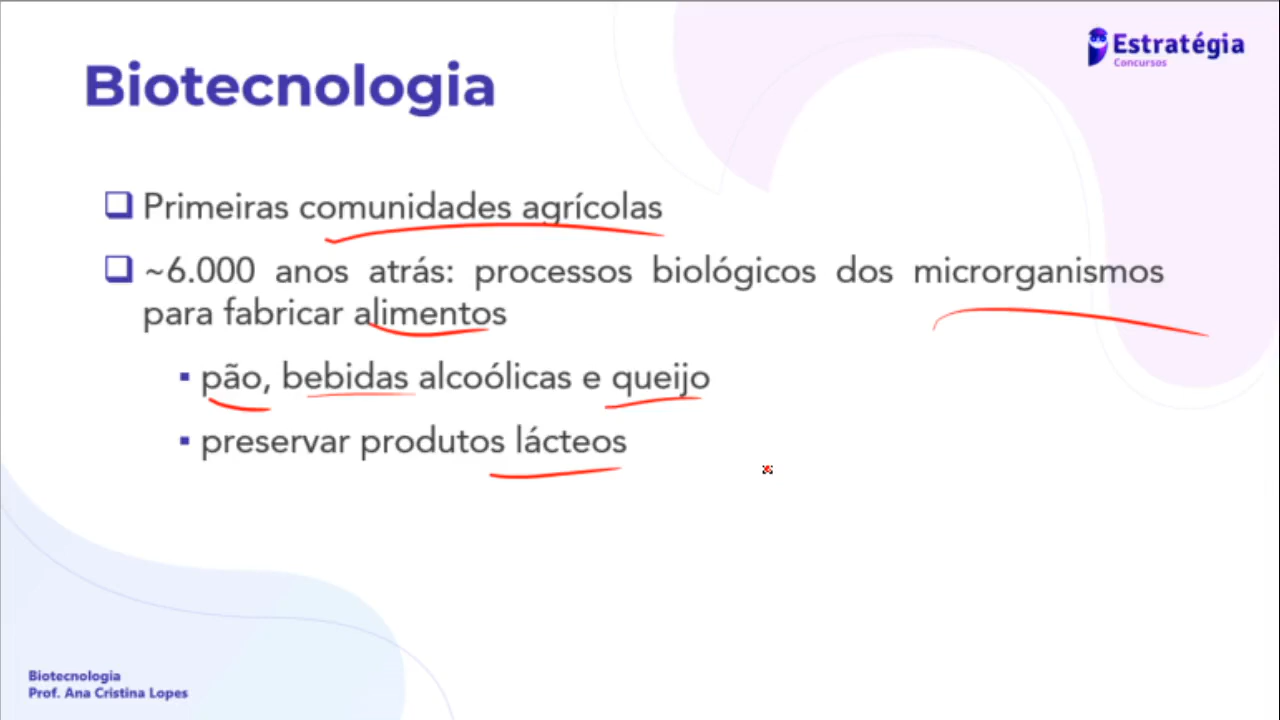 Estratégia
Concursos
Biotecnologia
Primeiras comunidades agrícolas
~6.000 anos atrás: processos biológicos dos microrganismos
para fabricar alimentos
pão, bebidas alcoólicas e queijo
preservar produtos lácteos
Biotecnologia
Prof. Ana Cristina Lopes